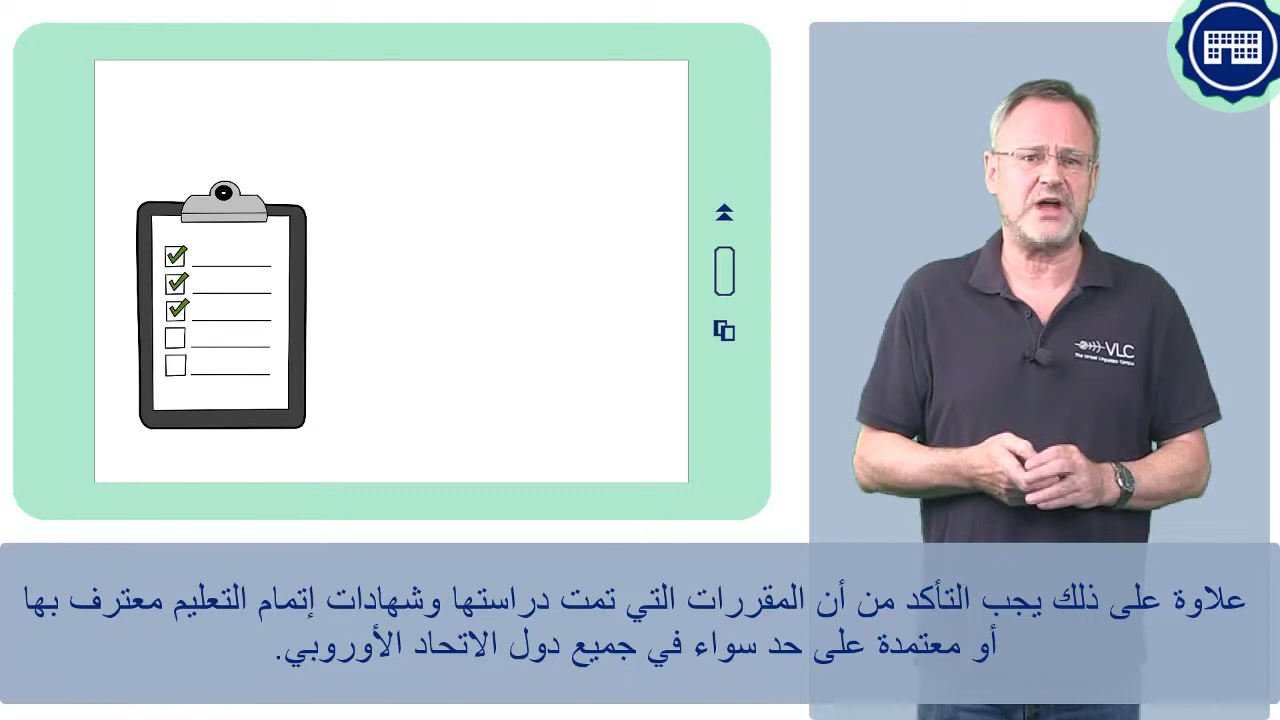 VLC
علاوة على ذلك يجب التأكد من أن المقررات التي تمت دراستها وشهادات إتمام التعليم معترف بها
أو معتمدة على حد سواء في جميع دول الاتحاد الأوروبي.